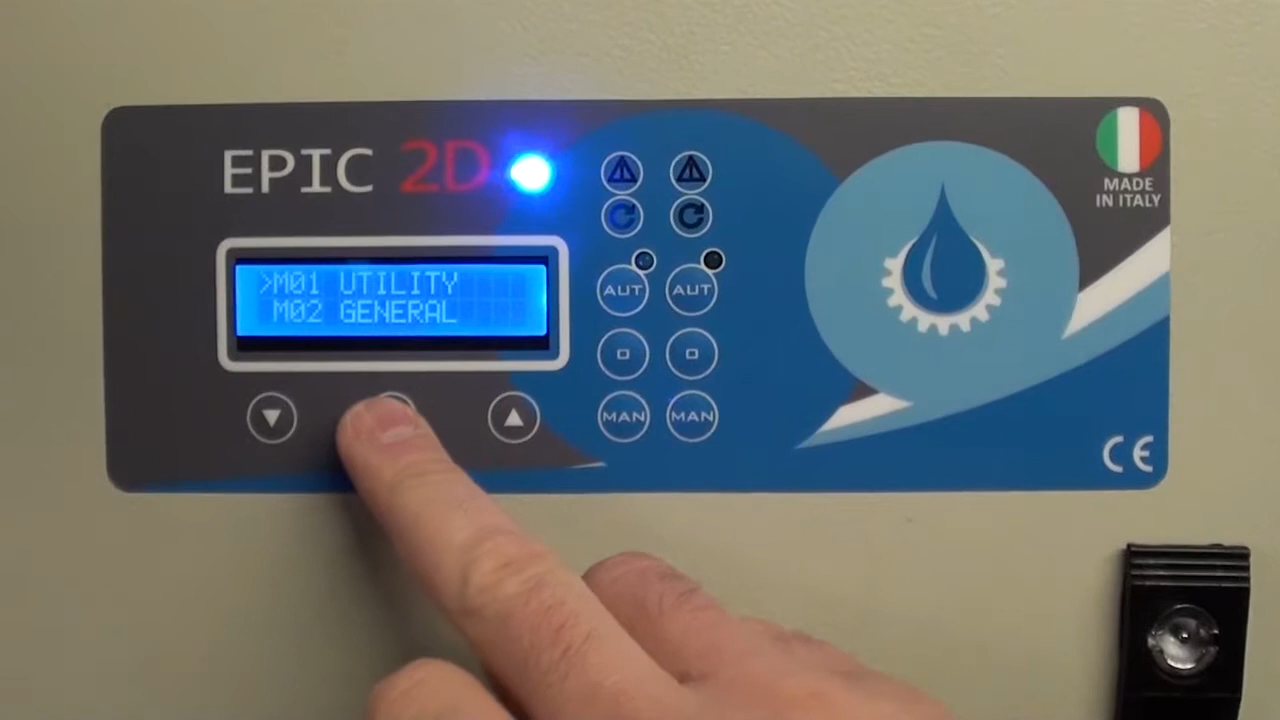 EPIC 2D
>M01 UTILITY
M02 GENERAL
AUT AUT
MAN MAN
MADE
IN ITALY
CE